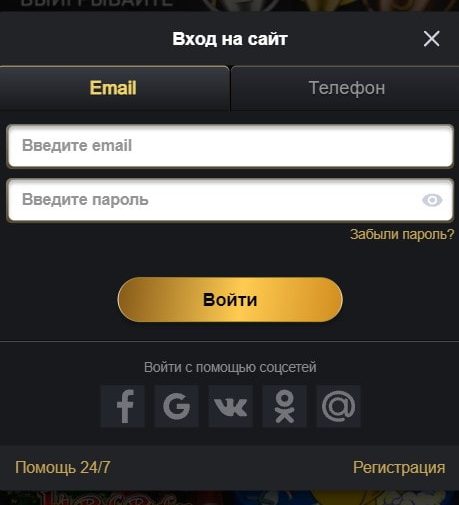 ВЫИГРЫВАЙТЕ
Вход на сайт
Email
Телефон
Введите email
Введите пароль
Забыли пароль?
Войти
Войти с помощью соцсетей
Помощь 24/7
Регистрация